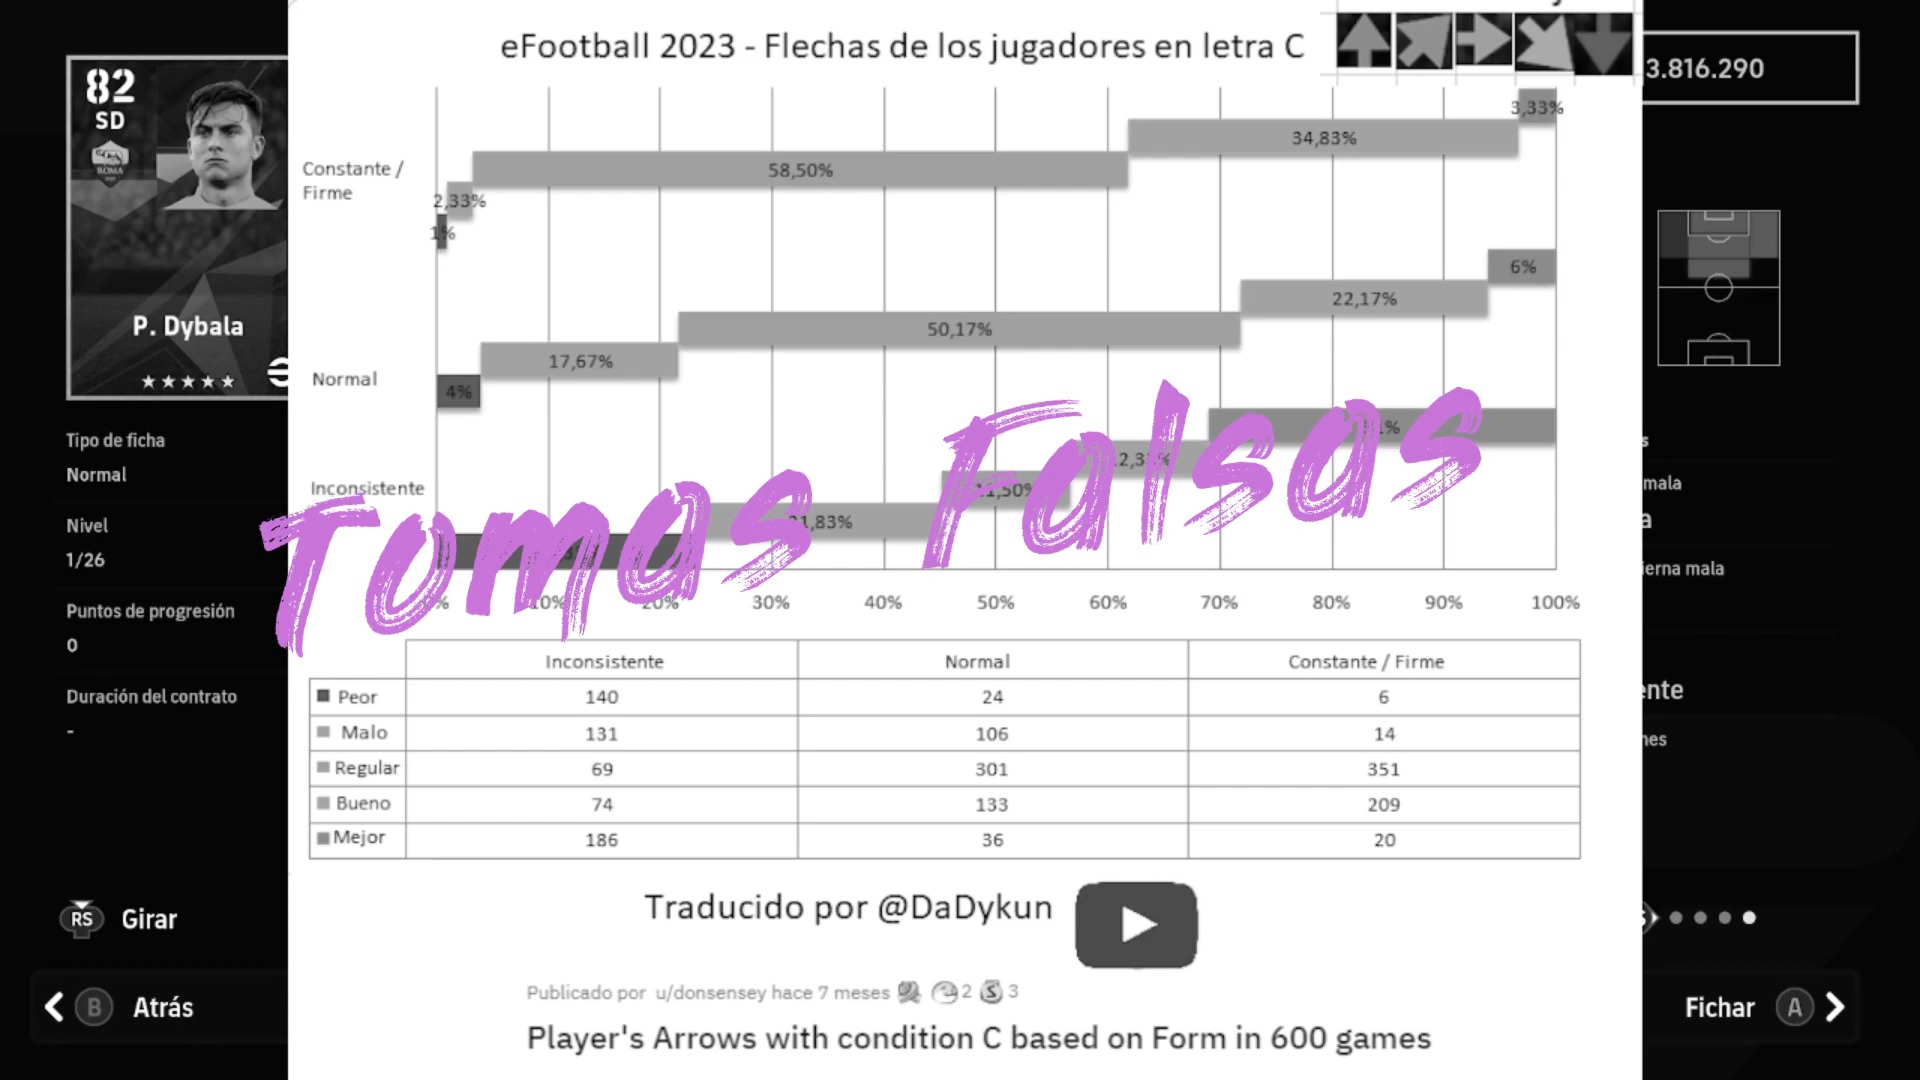 eFootball 2023 - Flechas de los jugadores en letra C
3.816.290
82
SD
ROMA
P. Dybala
Tipo de ficha
Normal
Nivel
1/26
Puntos de progresión
0
Duración del contrato
-
Constante /
Firme
3,33%
34,83%
58,50%
2,33%
1%
Normal
6%
22,17%
50,17%
17,67%
4%
Inconsistente
Tomas Falsas
10%
20%
30%
40%
50%
60%
70%
80%
90%
100%
Inconsistente Normal Constante / Firme
Peor 140 24 6
Malo 131 106 14
Regular 69 301 351
Bueno 74 133 209
Mejor 186 36 20
mala
ierna mala
Traducido por @DaDykun
Publicado por u/donsensey hace 7 meses 2 3
Player's Arrows with condition C based on Form in 600 games
RS Girar
B Atrás
Fichar A